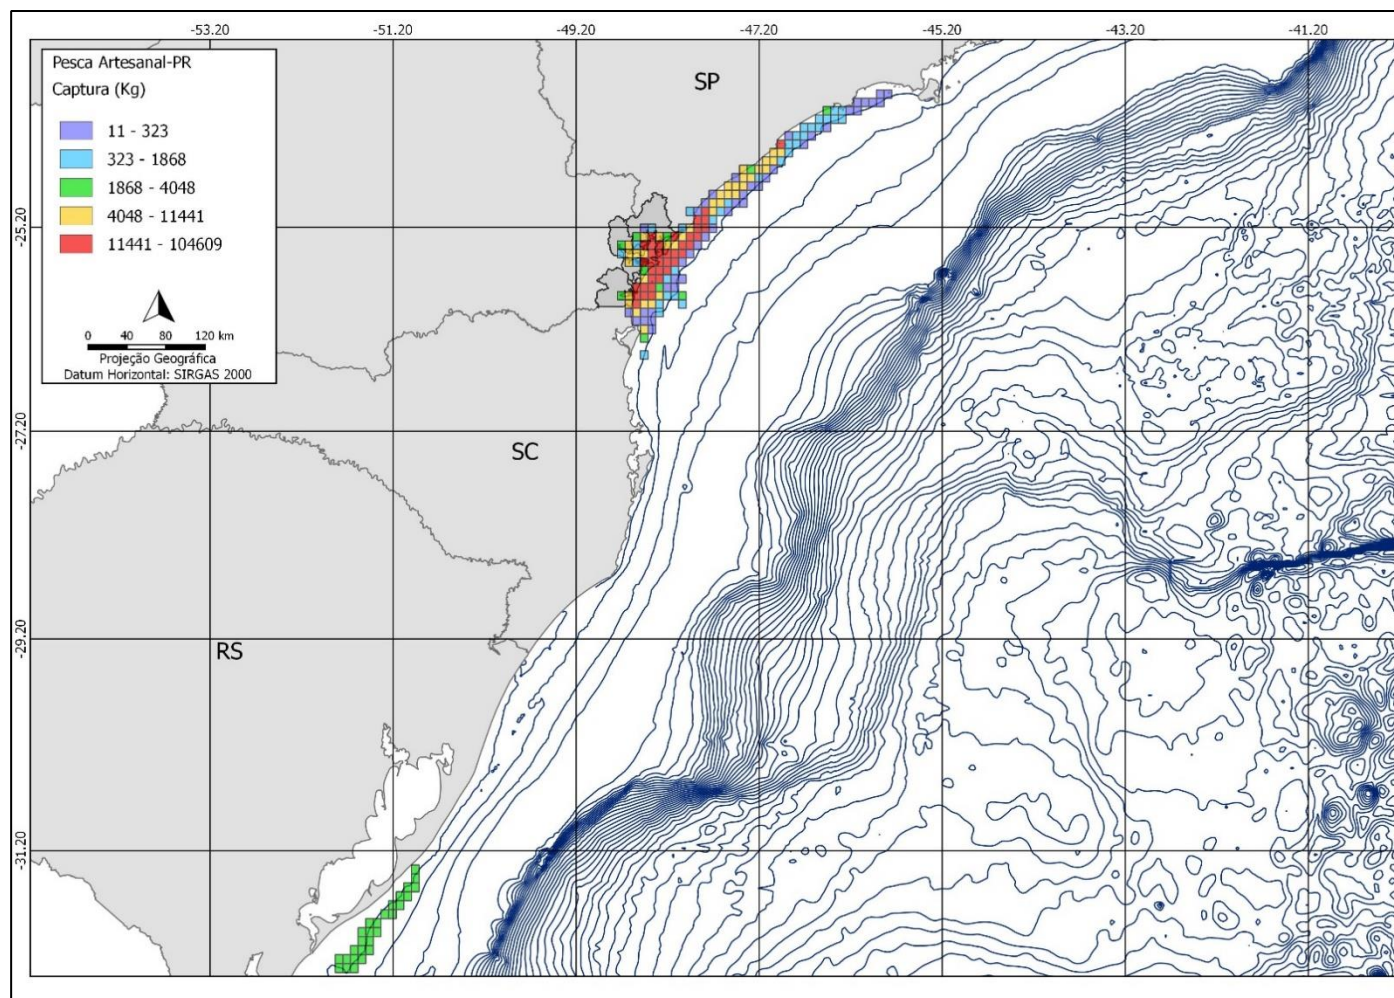 -53.20 -51.20 -49.20 -47.20 -45.20 -43.20 -41.20
Pesca Artesanal-PR
Captura (Kg)
11 - 323
323 - 1868
1868 - 4048
4048 - 11441
11441 - 104609
0 40 80 120 km
Projeção Geográfica
Datum Horizontal: SIRGAS 2000
SP
SC
RS
-25.20
-27.20
-29.20
-31.20